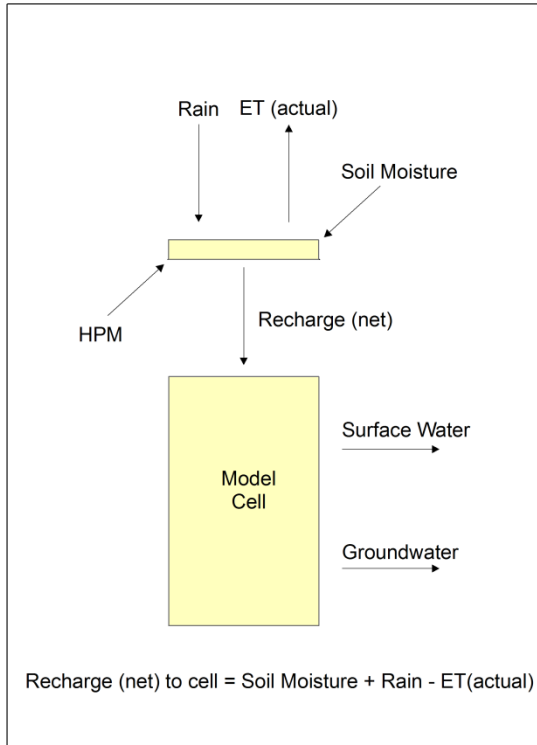 Rain
ET (actual)
Soil Moisture
HPM
Recharge (net)
Surface Water
Model
Cell
Groundwater
Recharge (net) to cell = Soil Moisture + Rain - ET(actual)